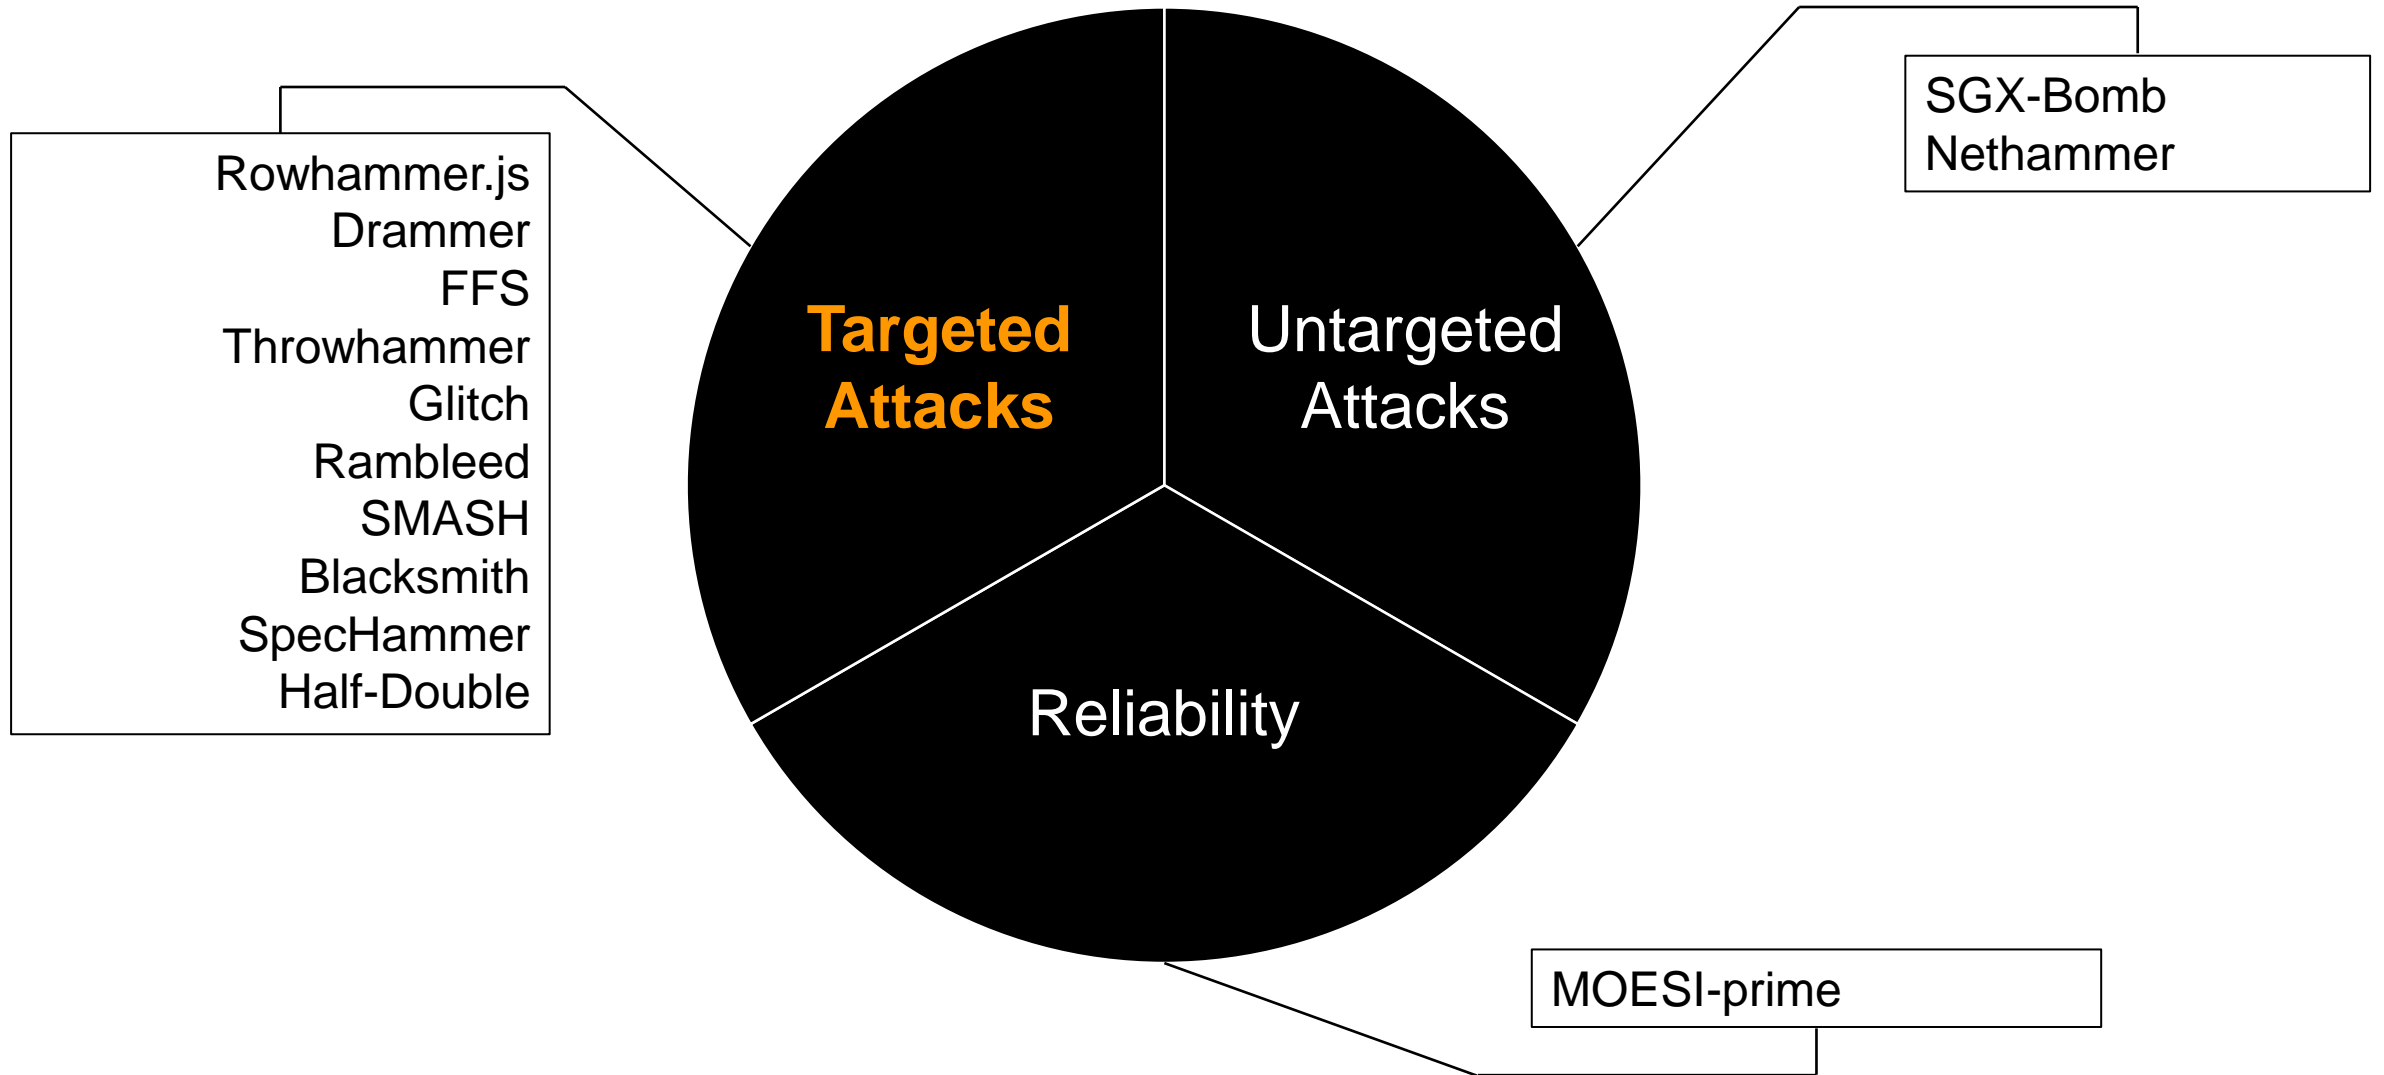 Rowhammer.js
Drammer
FFS
Throwhammer
Glitch
Rambleed
SMASH
Blacksmith
SpecHammer
Half-Double
Targeted
Attacks
Untargeted
Attacks
Reliability
SGX-Bomb
Nethammer
MOESI-prime